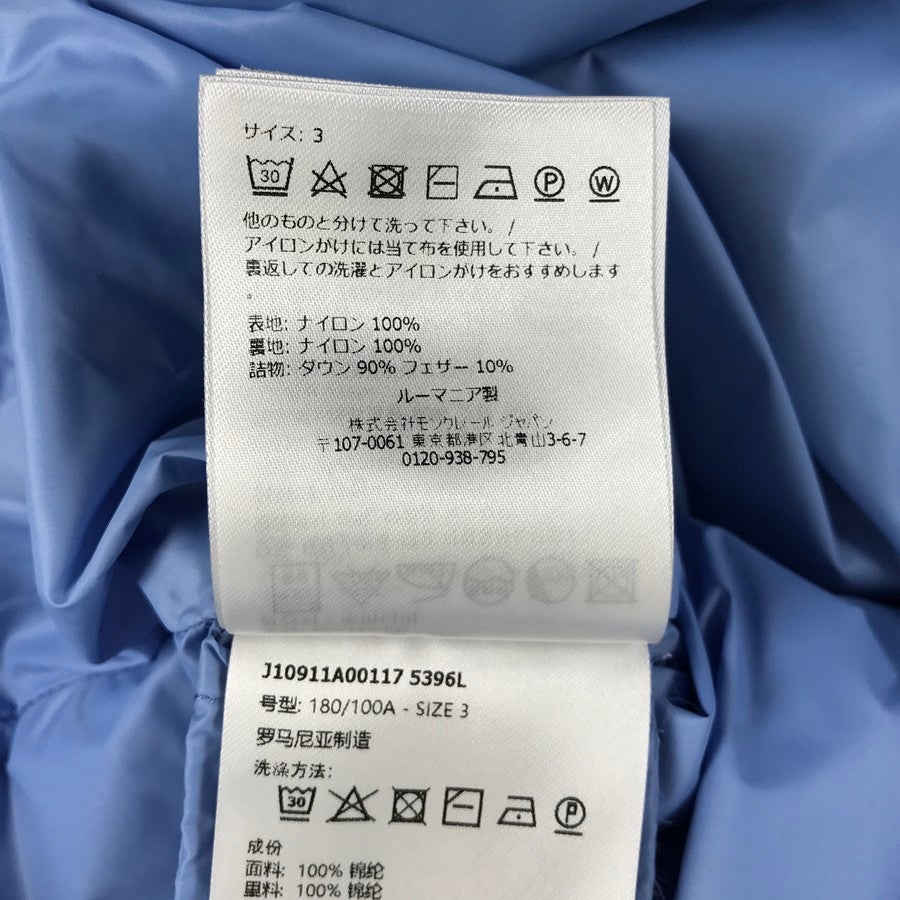 サイズ: 3
30 P W
他のものと分けて洗って下さい。 /
アイロンがけには当て布を使用して下さい。 /
裏返しての洗濯とアイロンがけをおすすめします
。
表地: ナイロン 100%
裏地: ナイロン 100%
詰物: ダウン 90% フェザー 10%
ルーマニア製
株式会社モンクレール ジャパン
〒107-0061 東京都港区北青山3-6-7
0120-938-795
J10911A00117 5396L
号型: 180/100A - SIZE 3
罗马尼亚制造
洗涤方法:
30 P
成份
面料: 100% 锦纶
里料: 100% 锦纶